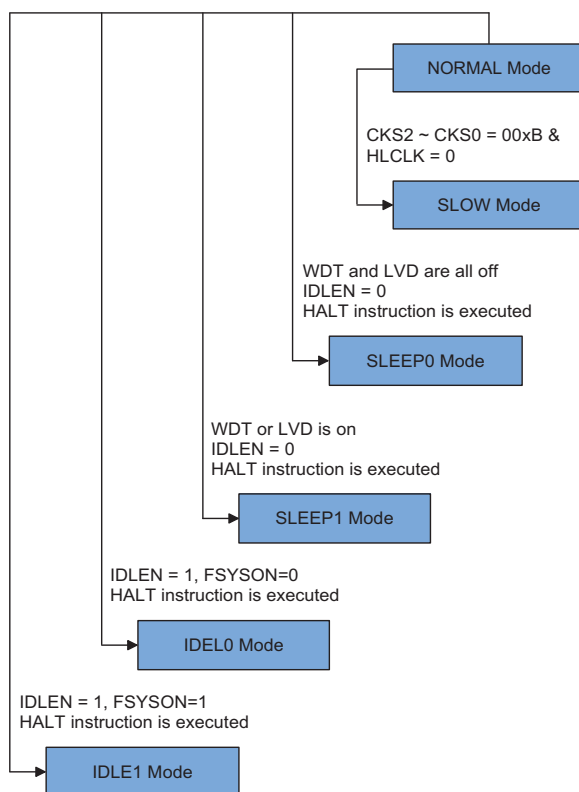 NORMAL Mode
CKS2 ~ CKS0 = 00xB &
HLCLK = 0
SLOW Mode
WDT and LVD are all off
IDLEN = 0
HALT instruction is executed
SLEEP0 Mode
WDT or LVD is on
IDLEN = 0
HALT instruction is executed
SLEEP1 Mode
IDLEN = 1, FSYSON=0
HALT instruction is executed
IDEL0 Mode
IDLEN = 1, FSYSON=1
HALT instruction is executed
IDLE1 Mode